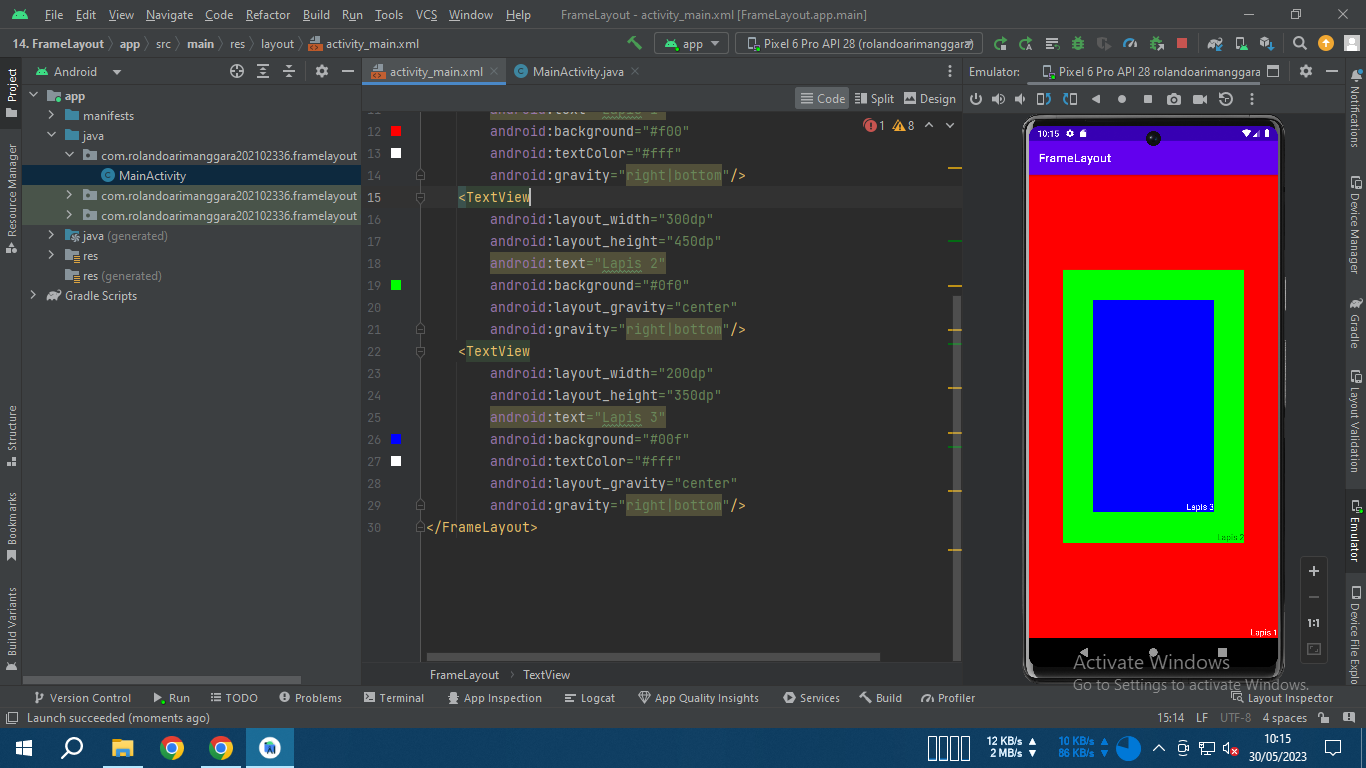 File Edit View Navigate Code Refactor Build Run Tools VCS Window Help FrameLayout - activity_main.xml [FrameLayout.app.main]
14. FrameLayout app src main res layout activity_main.xml app Pixel 6 Pro API 28 (rolandoarimanggara)
Android
activity_main.xml MainActivity.java
Emulator: Pixel 6 Pro API 28 rolandoarimanggara
Code Split Design
Project
Resource Manager
Structure
Bookmarks
Build Variants
app
manifests
java
com.rolandoarimanggara202102336.framelayout
MainActivity
com.rolandoarimanggara202102336.framelayout
com.rolandoarimanggara202102336.framelayout
java (generated)
res
res (generated)
Gradle Scripts
1 8
12 android:background="#f00"
13 android:textColor="#fff"
14 android:gravity="right|bottom"/>
15 <TextView
16 android:layout_width="300dp"
17 android:layout_height="450dp"
18 android:text="Lapis 2"
19 android:background="#0f0"
20 android:layout_gravity="center"
21 android:gravity="right|bottom"/>
22 <TextView
23 android:layout_width="200dp"
24 android:layout_height="350dp"
25 android:text="Lapis 3"
26 android:background="#00f"
27 android:textColor="#fff"
28 android:layout_gravity="center"
29 android:gravity="right|bottom"/>
30 </FrameLayout>
FrameLayout TextView
10:15
FrameLayout
Lapis 3
Lapis 2
Lapis 1
1:1
Notifications
Device Manager
Gradle
Layout Validation
Emulator
Device File Explo
Activate Windows
Go to Settings to activate Windows.
Version Control Run TODO Problems Terminal App Inspection Logcat App Quality Insights Services Build Profiler Layout Inspector
Launch succeeded (moments ago) 15:14 LF UTF-8 4 spaces
12 KB/s
2 MB/s
10 KB/s
86 KB/s
10:15
30/05/2023